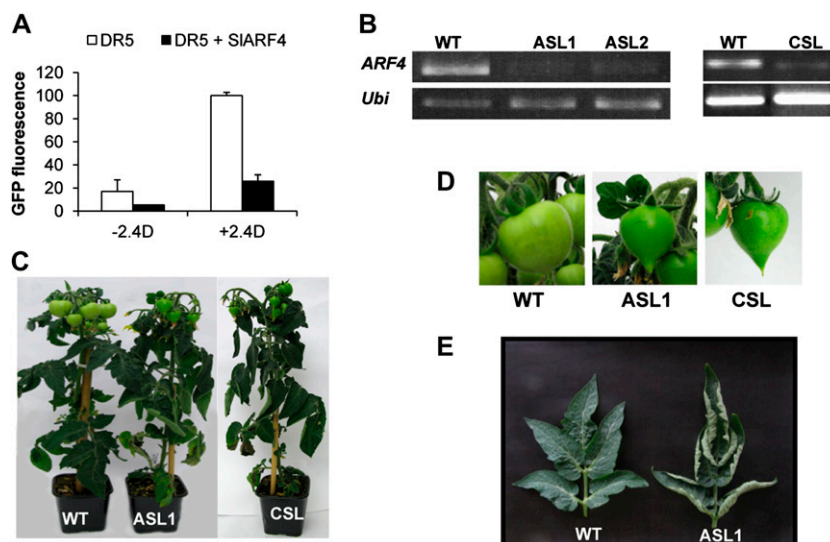 A
DR5 DR5 + SlARF4
GFP fluorescence
120
100
80
60
40
20
0
-2.4D +2.4D
B
WT ASL1 ASL2 WT CSL
ARF4
Ubi
C
WT ASL1 CSL
D
WT ASL1 CSL
E
WT ASL1